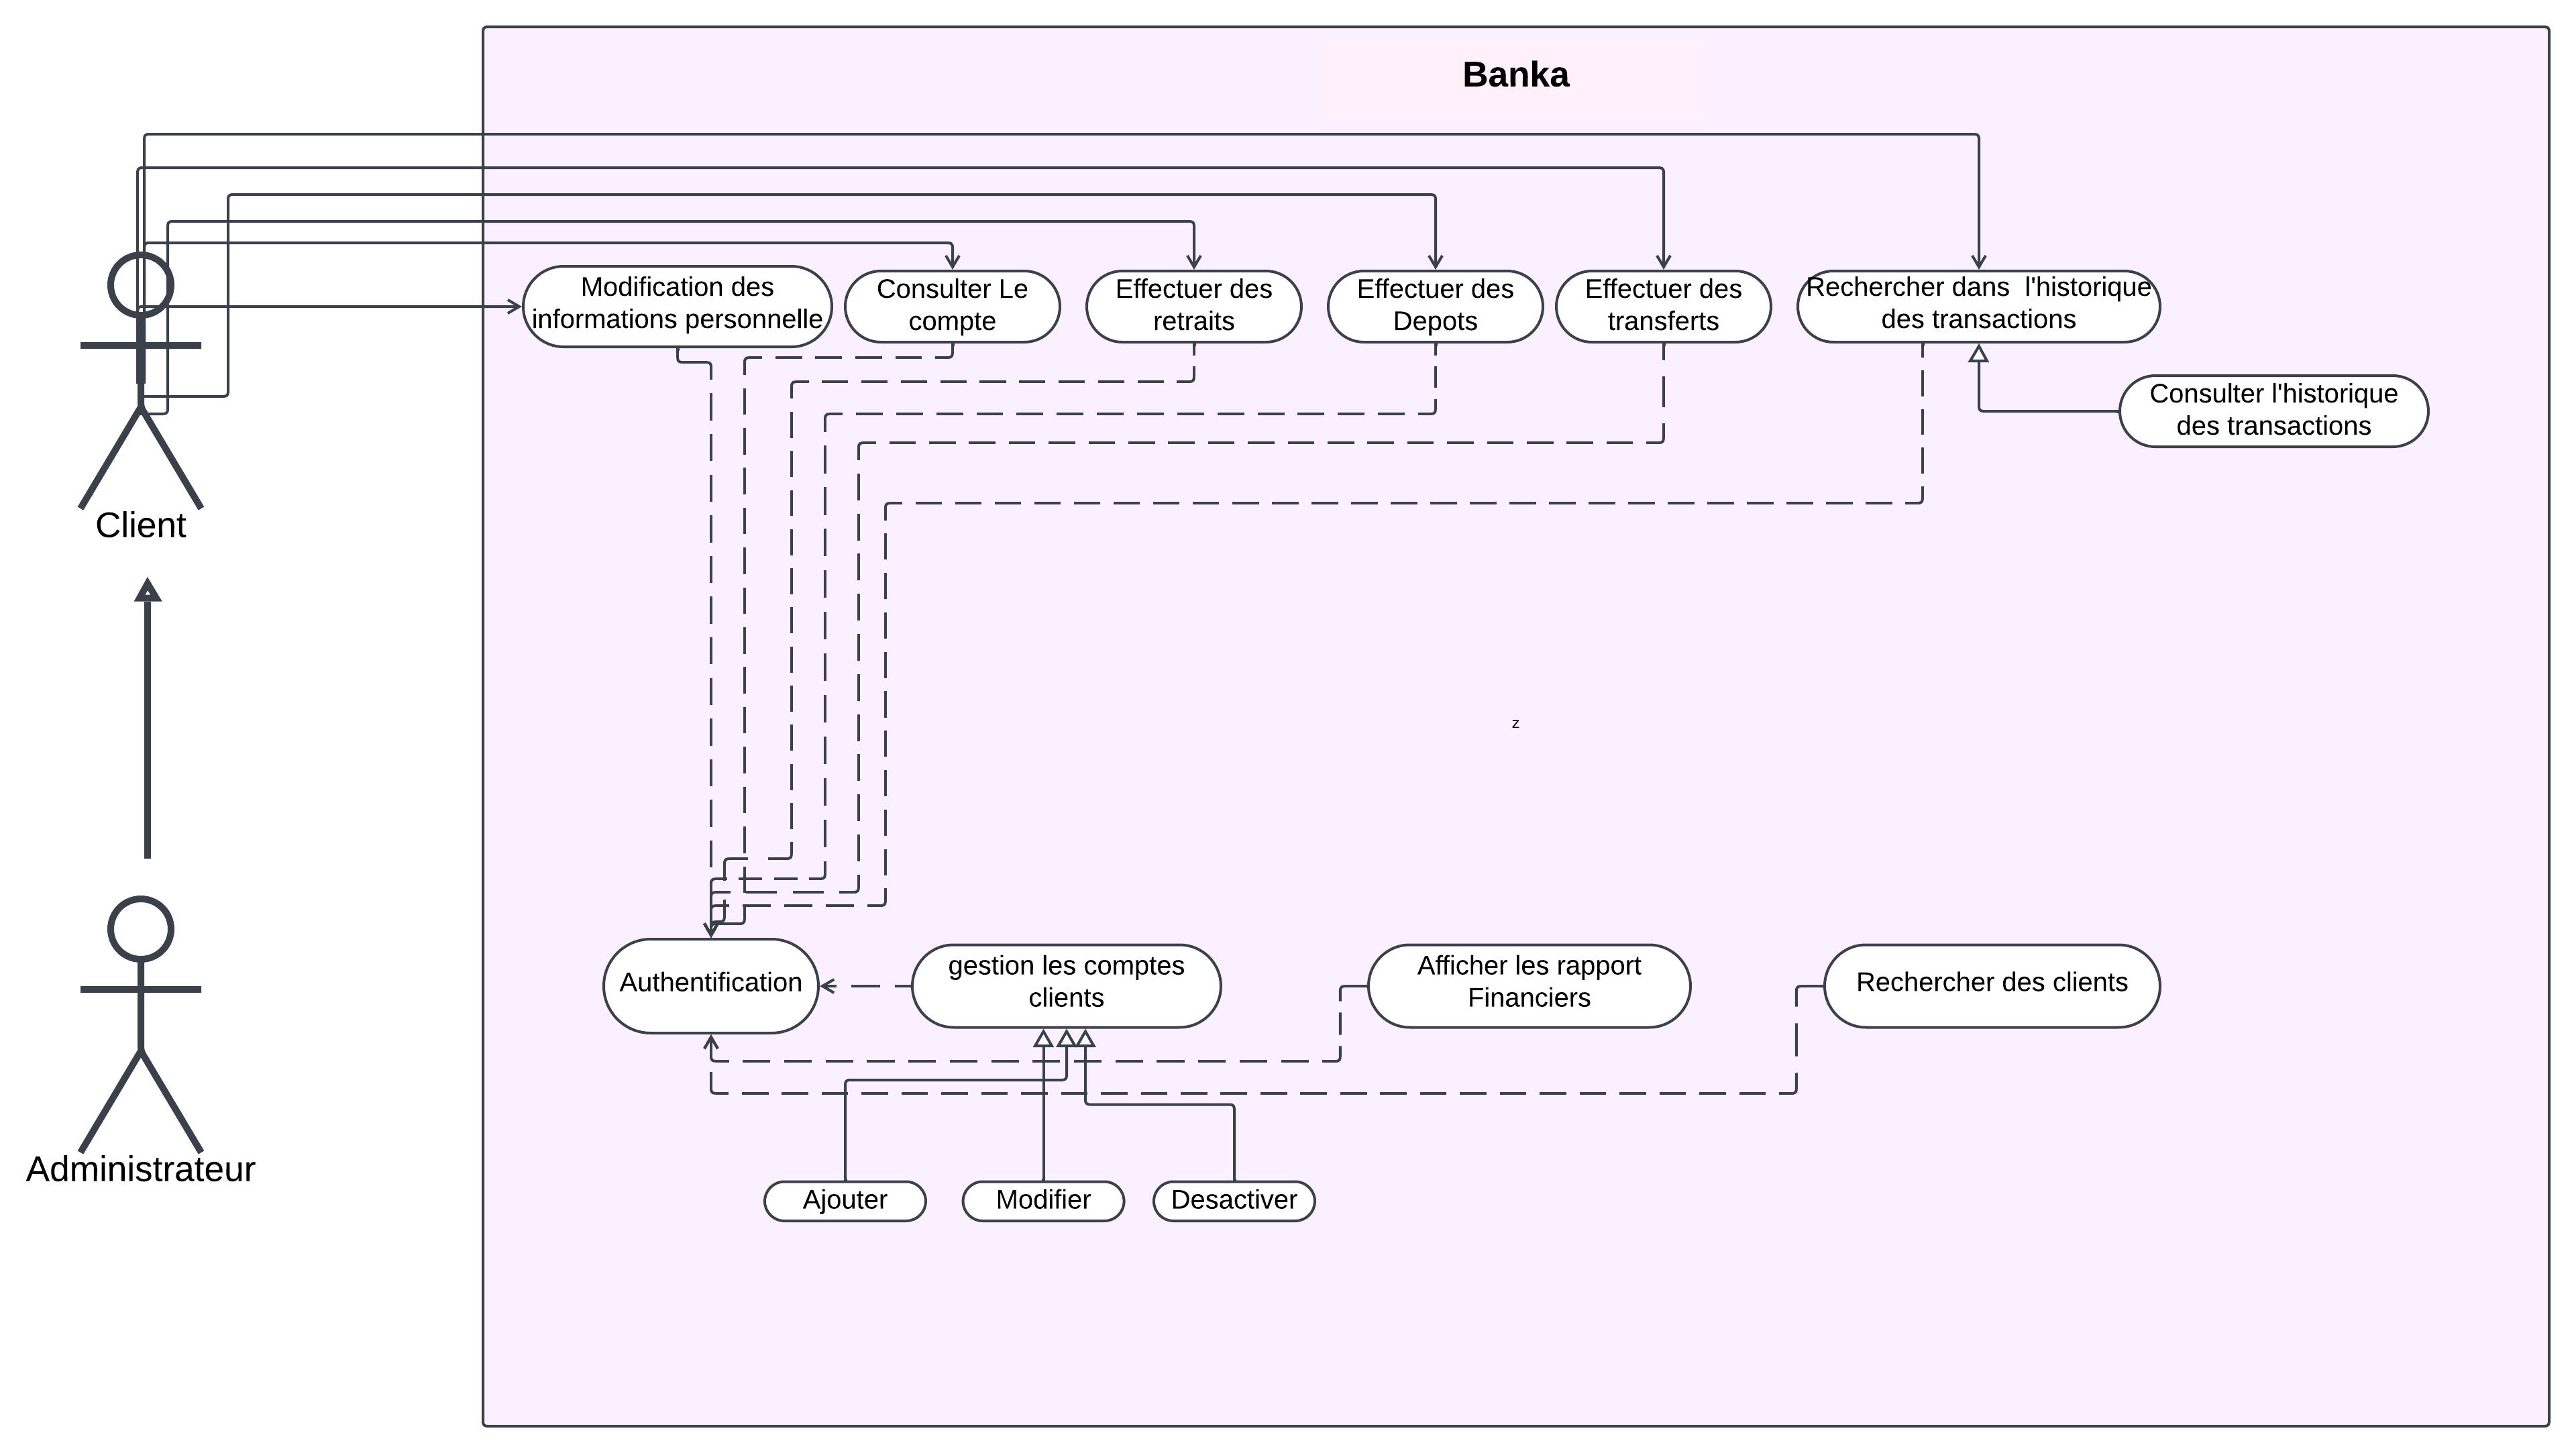 Banka
Modification des
informations personnelle
Consulter Le
compte
Effectuer des
retraits
Effectuer des
Depots
Effectuer des
transferts
Rechercher dans  l'historique
des transactions
Consulter l'historique
des transactions
Client
z
Authentification
gestion les comptes
clients
Afficher les rapport
Financiers
Rechercher des clients
Administrateur
Ajouter
Modifier
Desactiver